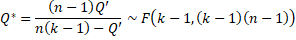 Q* = (n − 1)Q′ / n(k − 1) − Q′ ~ F(k − 1, (k − 1)(n − 1))